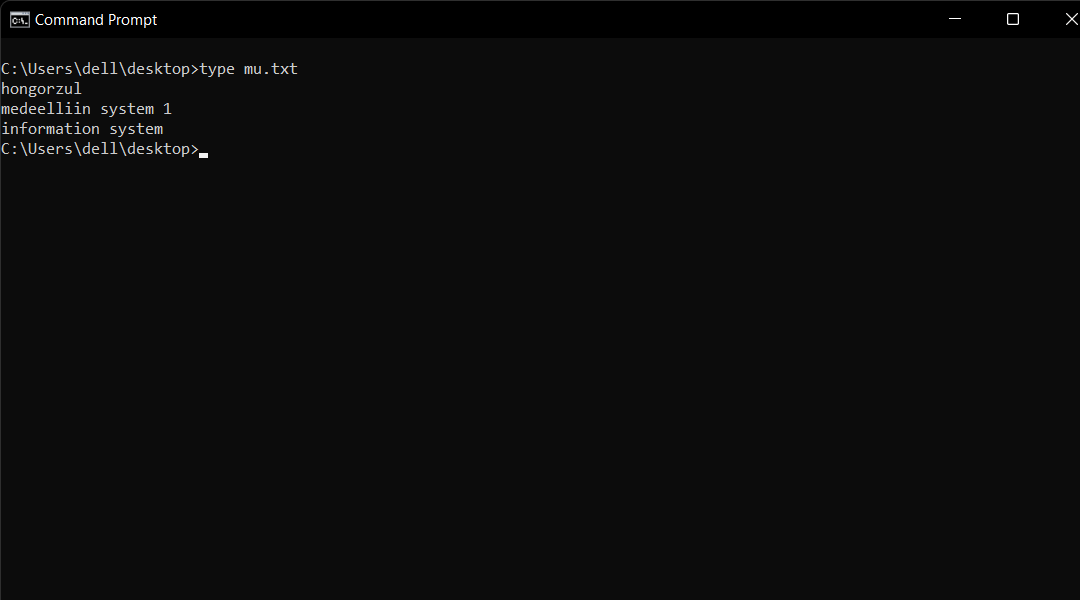 Command Prompt
C:\Users\dell\desktop>type mu.txt
hongorzul
medeelliin system 1
information system
C:\Users\dell\desktop>